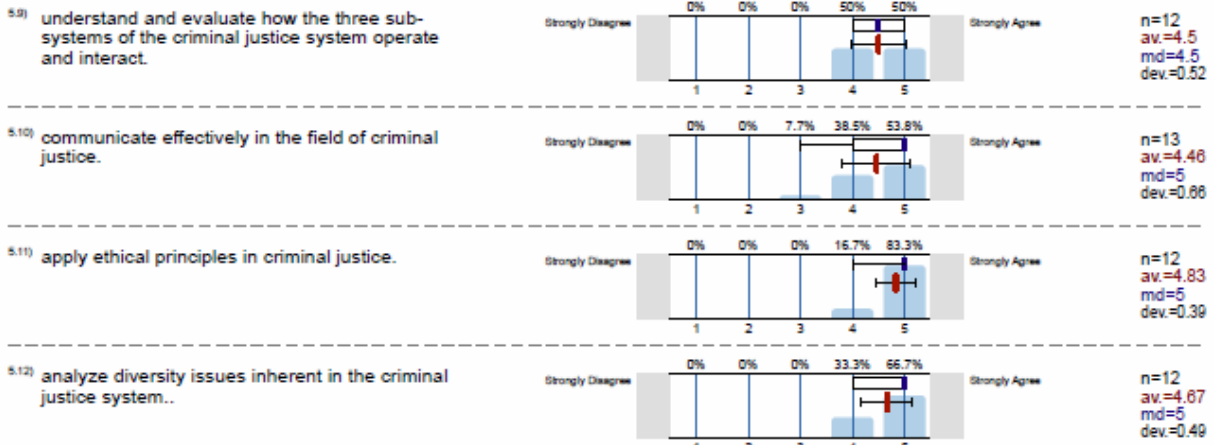 0% 0% 0% 50% 50%
5.9) understand and evaluate how the three sub-
systems of the criminal justice system operate
and interact.
Strongly Disagree
Strongly Agree
n=12
av.=4.5
md=4.5
dev.=0.52
1 2 3 4 5
0% 0% 7.7% 38.5% 53.8%
5.10) communicate effectively in the field of criminal
justice.
Strongly Disagree
Strongly Agree
n=13
av.=4.46
md=5
dev.=0.66
1 2 3 4 5
0% 0% 0% 16.7% 83.3%
5.11) apply ethical principles in criminal justice.
Strongly Disagree
Strongly Agree
n=12
av.=4.83
md=5
dev.=0.39
1 2 3 4 5
0% 0% 0% 33.3% 66.7%
5.12) analyze diversity issues inherent in the criminal
justice system..
Strongly Disagree
Strongly Agree
n=12
av.=4.67
md=5
dev.=0.49